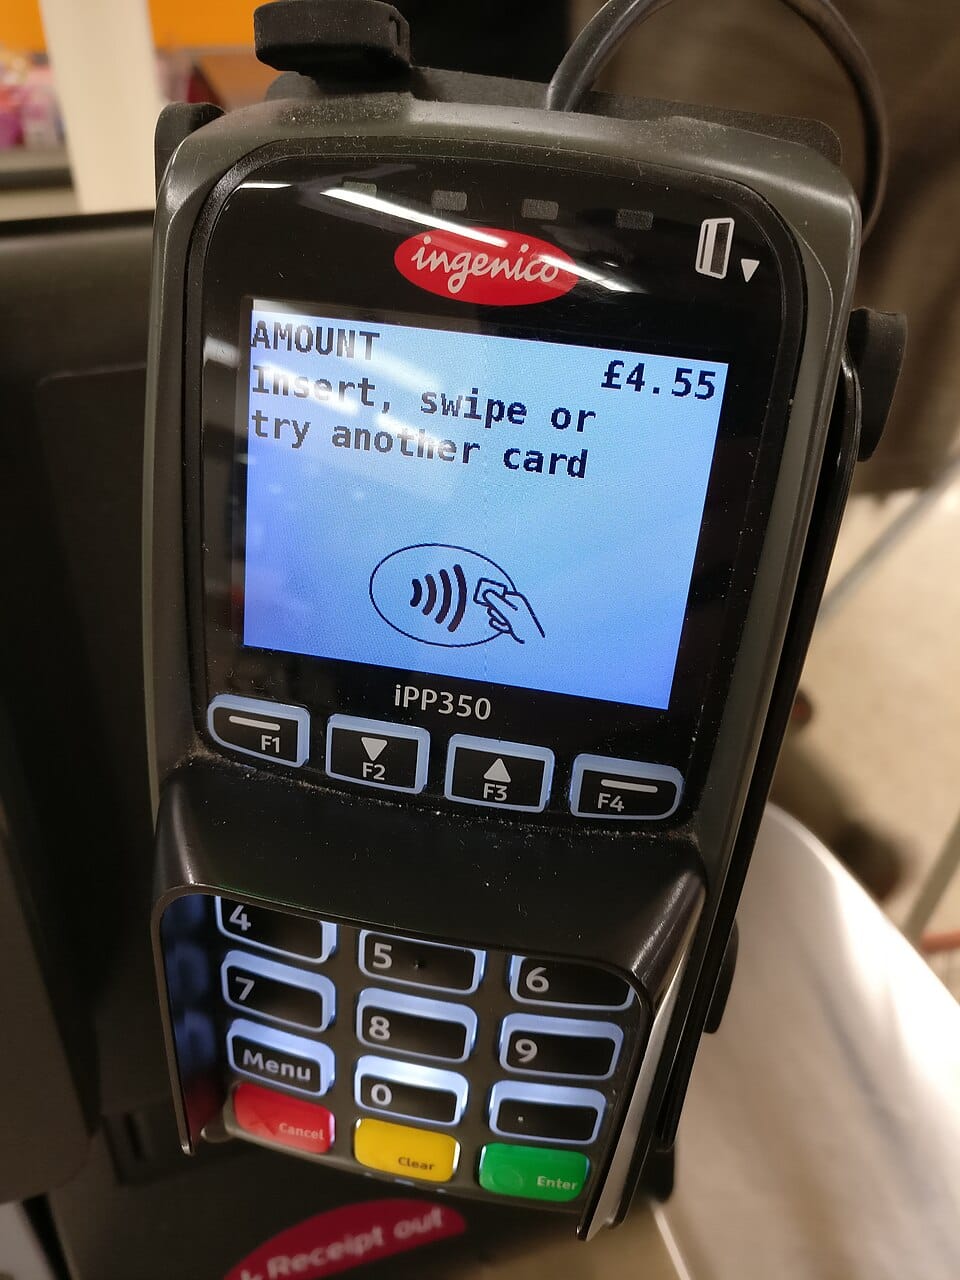 ingenico
AMOUNT
£4.55
Insert, swipe or
try another card
iPP350
F1
F2
F3
F4
4
5
6
7
8
9
Menu
0
.
Cancel
Clear
Enter
Receipt out